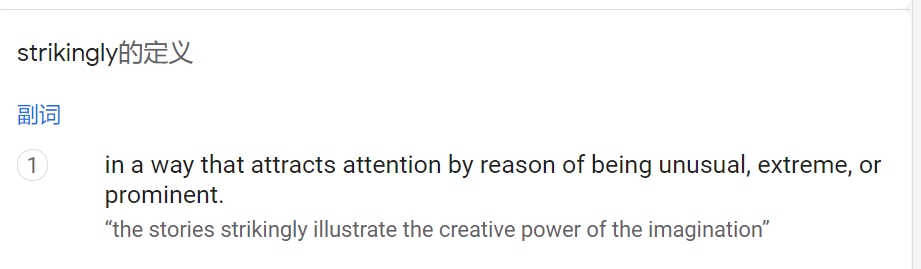 strikingly的定义
副词
1
in a way that attracts attention by reason of being unusual, extreme, or
prominent.
“the stories strikingly illustrate the creative power of the imagination”